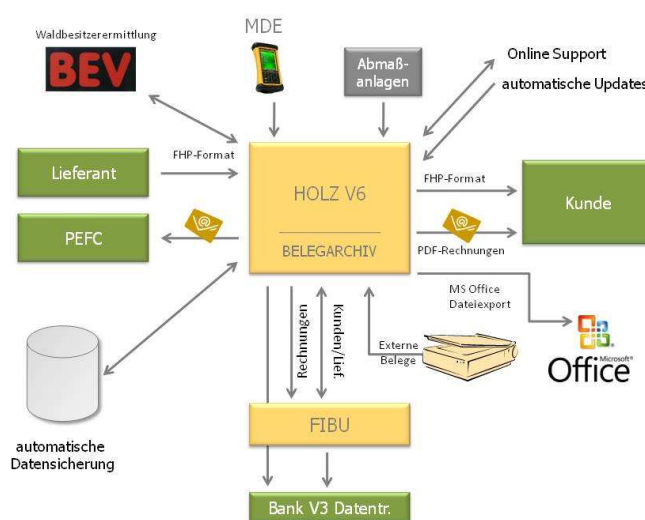 Waldbesitzerermittlung
BEV
MDE
Abmaß-
anlagen
Online Support
automatische Updates
Lieferant
FHP-Format
HOLZ V6
BELEGARCHIV
FHP-Format
Kunde
PEFC
@
@
PDF-Rechnungen
MS Office
Dateiexport
Rechnungen
Kunden/Lief.
Externe
Belege
Microsoft®
Office
automatische
Datensicherung
FIBU
Bank V3 Datentr.